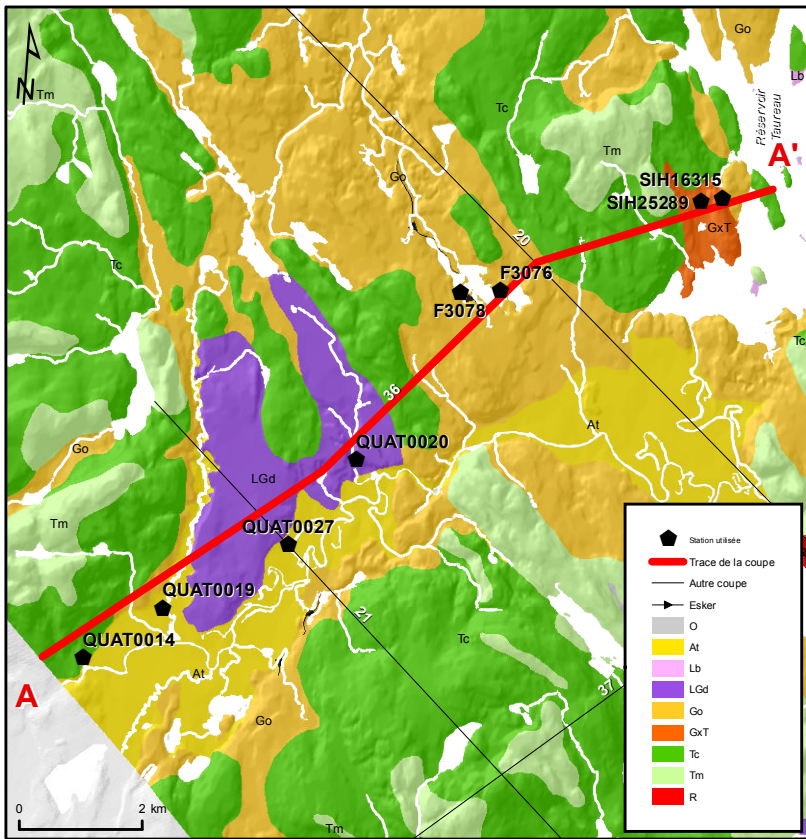 N
Tm
Go
Lb
Réservoir
Taureau
Tc
Tm
A'
Go
SIH16315
SIH25289
GxT
20
Tc
F3076
F3078
Tc
36
At
Go
QUAT0020
LGd
Tm
QUAT0027
QUAT0019
QUAT0014
21
Tc
A
At
37
Go
Tm
0 2 km
Station utilisée
Trace de la coupe
Autre coupe
Esker
O
At
Lb
LGd
Go
GxT
Tc
Tm
R